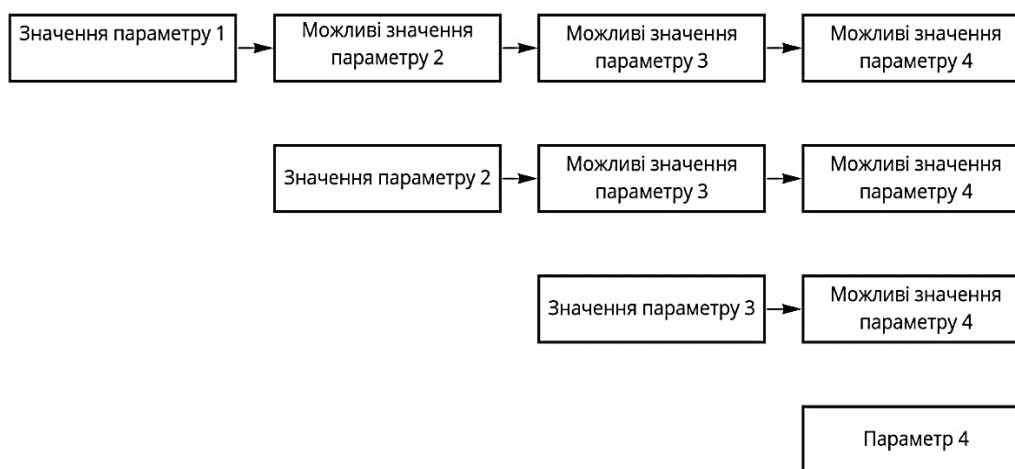 Значення параметру 1
Можливі значення
параметру 2
Можливі значення
параметру 3
Можливі значення
параметру 4
Значення параметру 2
Можливі значення
параметру 3
Можливі значення
параметру 4
Значення параметру 3
Можливі значення
параметру 4
Параметр 4